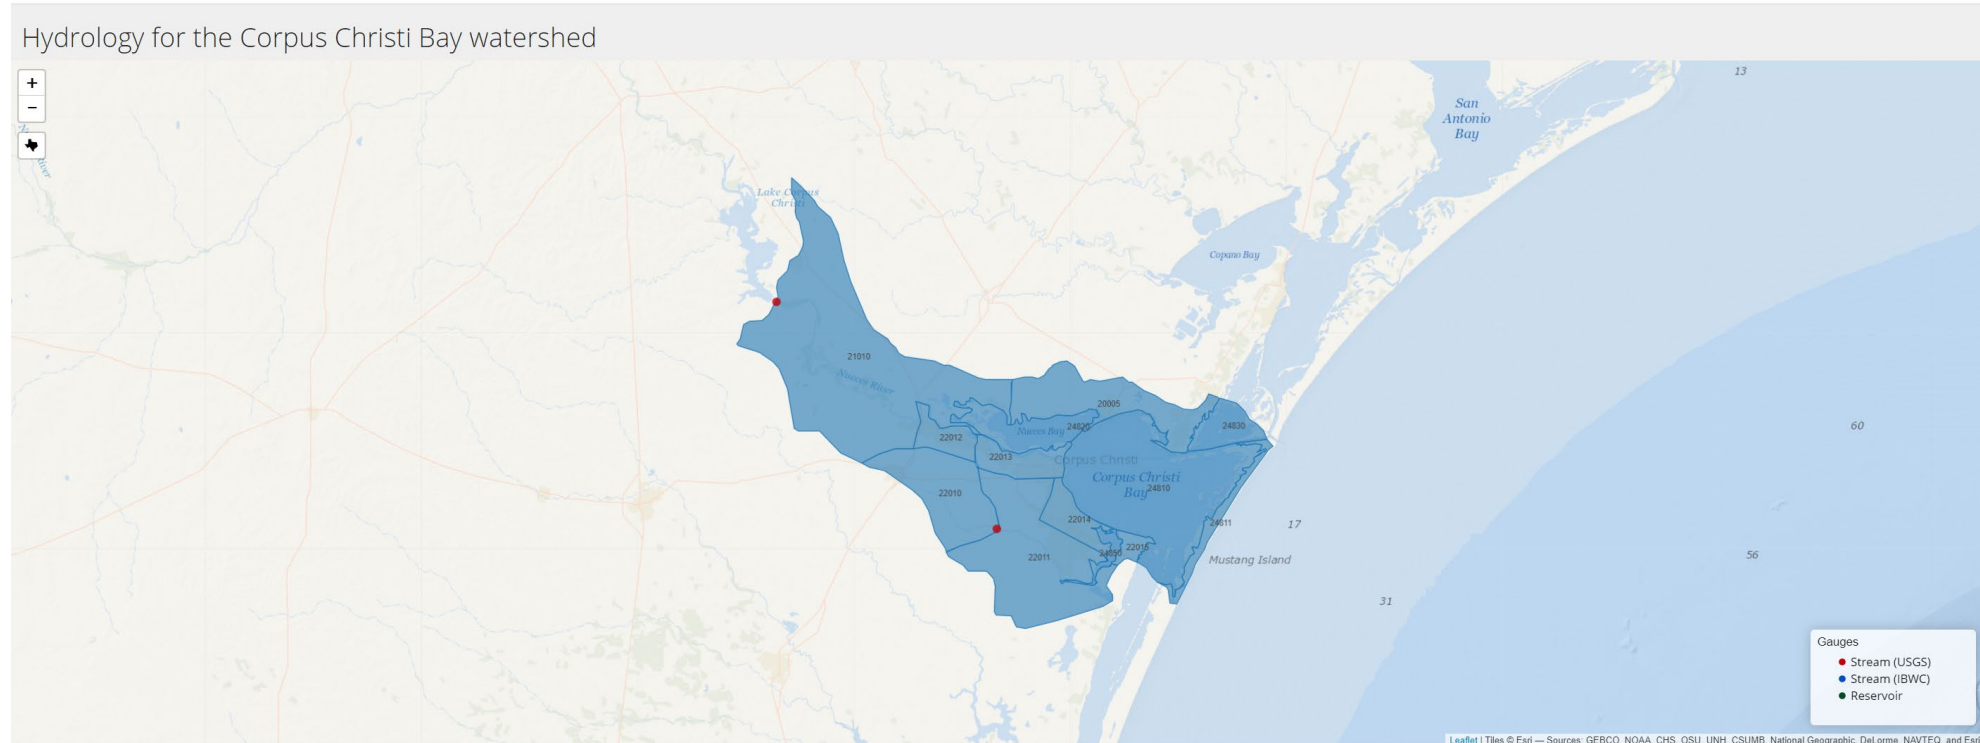 Hydrology for the Corpus Christi Bay watershed
+
−
River
13
San
Antonio
Bay
Lake Corpus
Christi
Copano Bay
21010
Nueces River
20005
24820
24830
60
22012
Nueces Bay
22013
Corpus Christi
Corpus Christi
Bay
24810
22010
22014
24811
17
22015
24850
22011
Mustang Island
56
31
Gauges
Stream (USGS)
Stream (IBWC)
Reservoir
Leaflet | Tiles © Esri — Sources: GEBCO, NOAA, CHS, OSU, UNH, CSUMB, National Geographic, DeLorme, NAVTEQ, and Esri